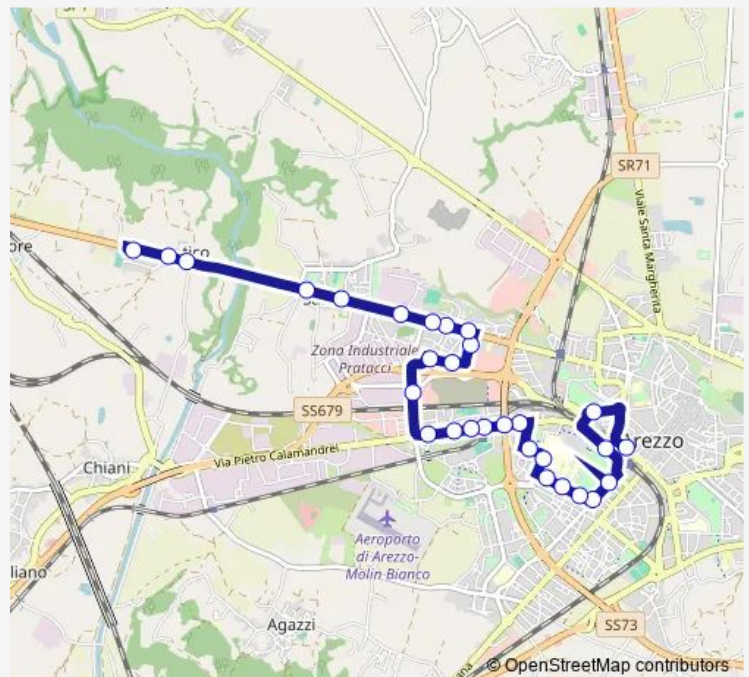 SR71
Viale Santa Margherita
Zona Industriale
Pratacci
SS679
Via Pietro Calamandrei
Chiani
Aeroporto
di Arezzo-
Molin Bianco
Agazzi
SS73
© OpenStreetMap contributors